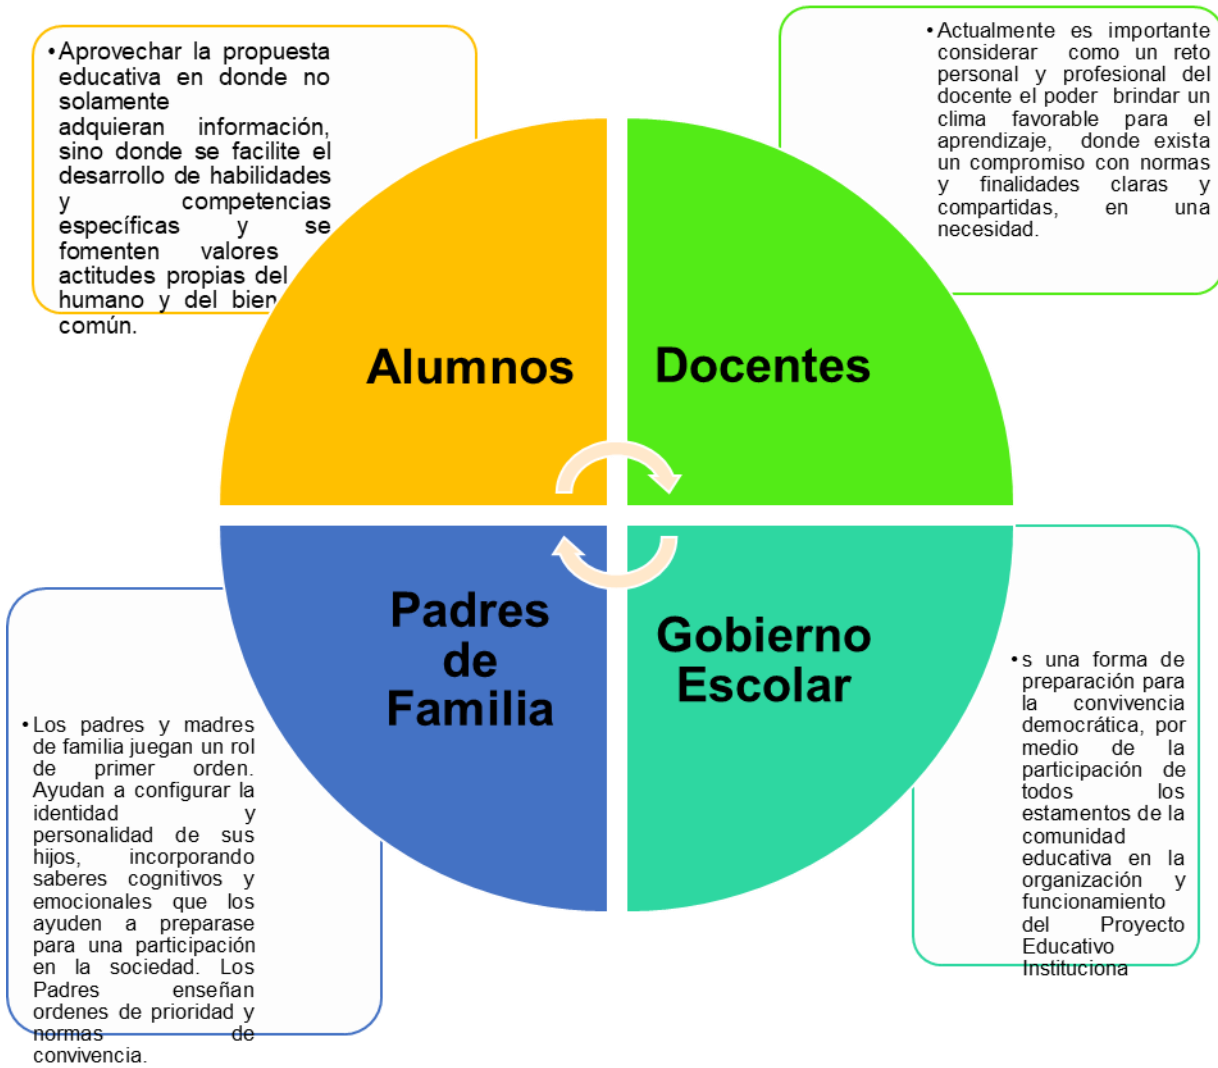 •Aprovechar la propuesta
educativa en donde no
solamente
adquieran información,
sino donde se facilite el
desarrollo de habilidades
y competencias
específicas y se
fomenten valores
actitudes propias del
humano y del bien
común.
•Actualmente es importante
considerar como un reto
personal y profesional del
docente el poder brindar un
clima favorable para el
aprendizaje, donde exista
un compromiso con normas
y finalidades claras y
compartidas, en una
necesidad.
Alumnos
Docentes
Padres
de
Familia
Gobierno
Escolar
•Los padres y madres
de familia juegan un rol
de primer orden.
Ayudan a configurar la
identidad y
personalidad de sus
hijos, incorporando
saberes cognitivos y
emocionales que los
ayuden a preparase
para una participación
en la sociedad. Los
Padres enseñan
ordenes de prioridad y
normas de
convivencia.
•s una forma de
preparación para
la convivencia
democrática, por
medio de la
participación de
todos los
estamentos de la
comunidad
educativa en la
organización y
funcionamiento
del Proyecto
Educativo
Instituciona